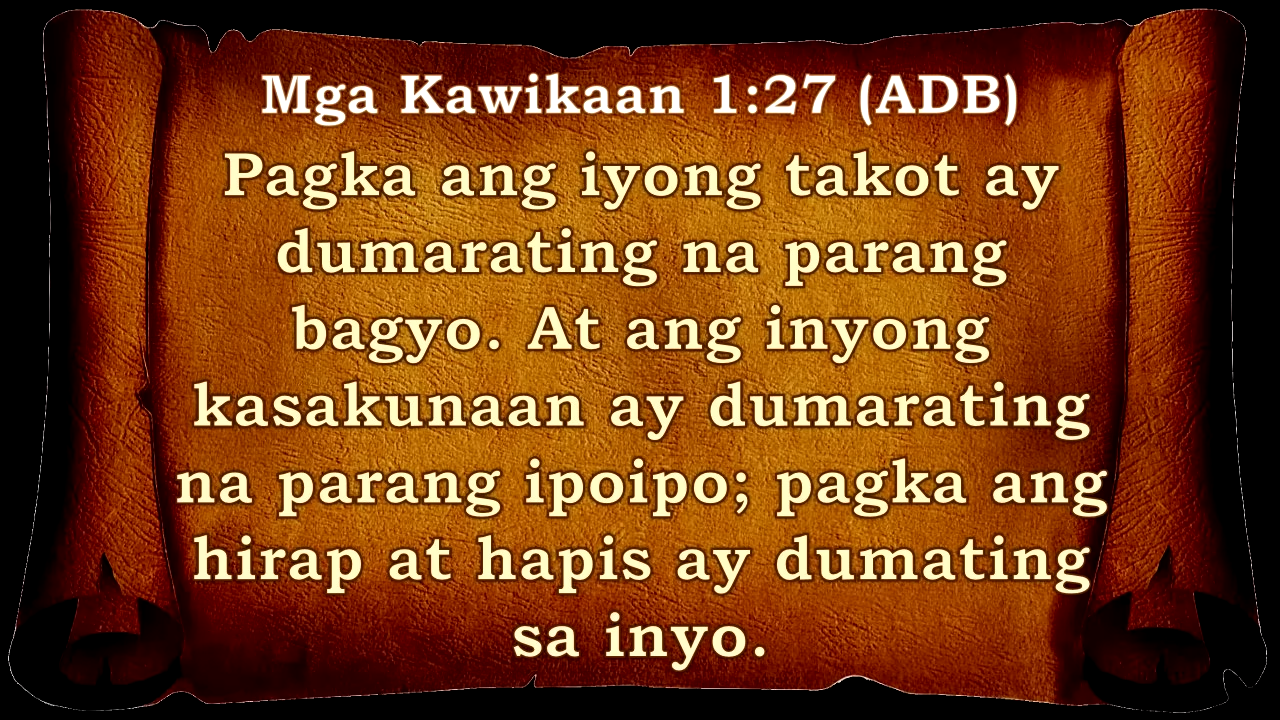 Mga Kawikaan 1:27 (ADB)
Pagka ang iyong takot ay
dumarating na parang
bagyo. At ang inyong
kasakunaan ay dumarating
na parang ipoipo; pagka ang
hirap at hapis ay dumating
sa inyo.